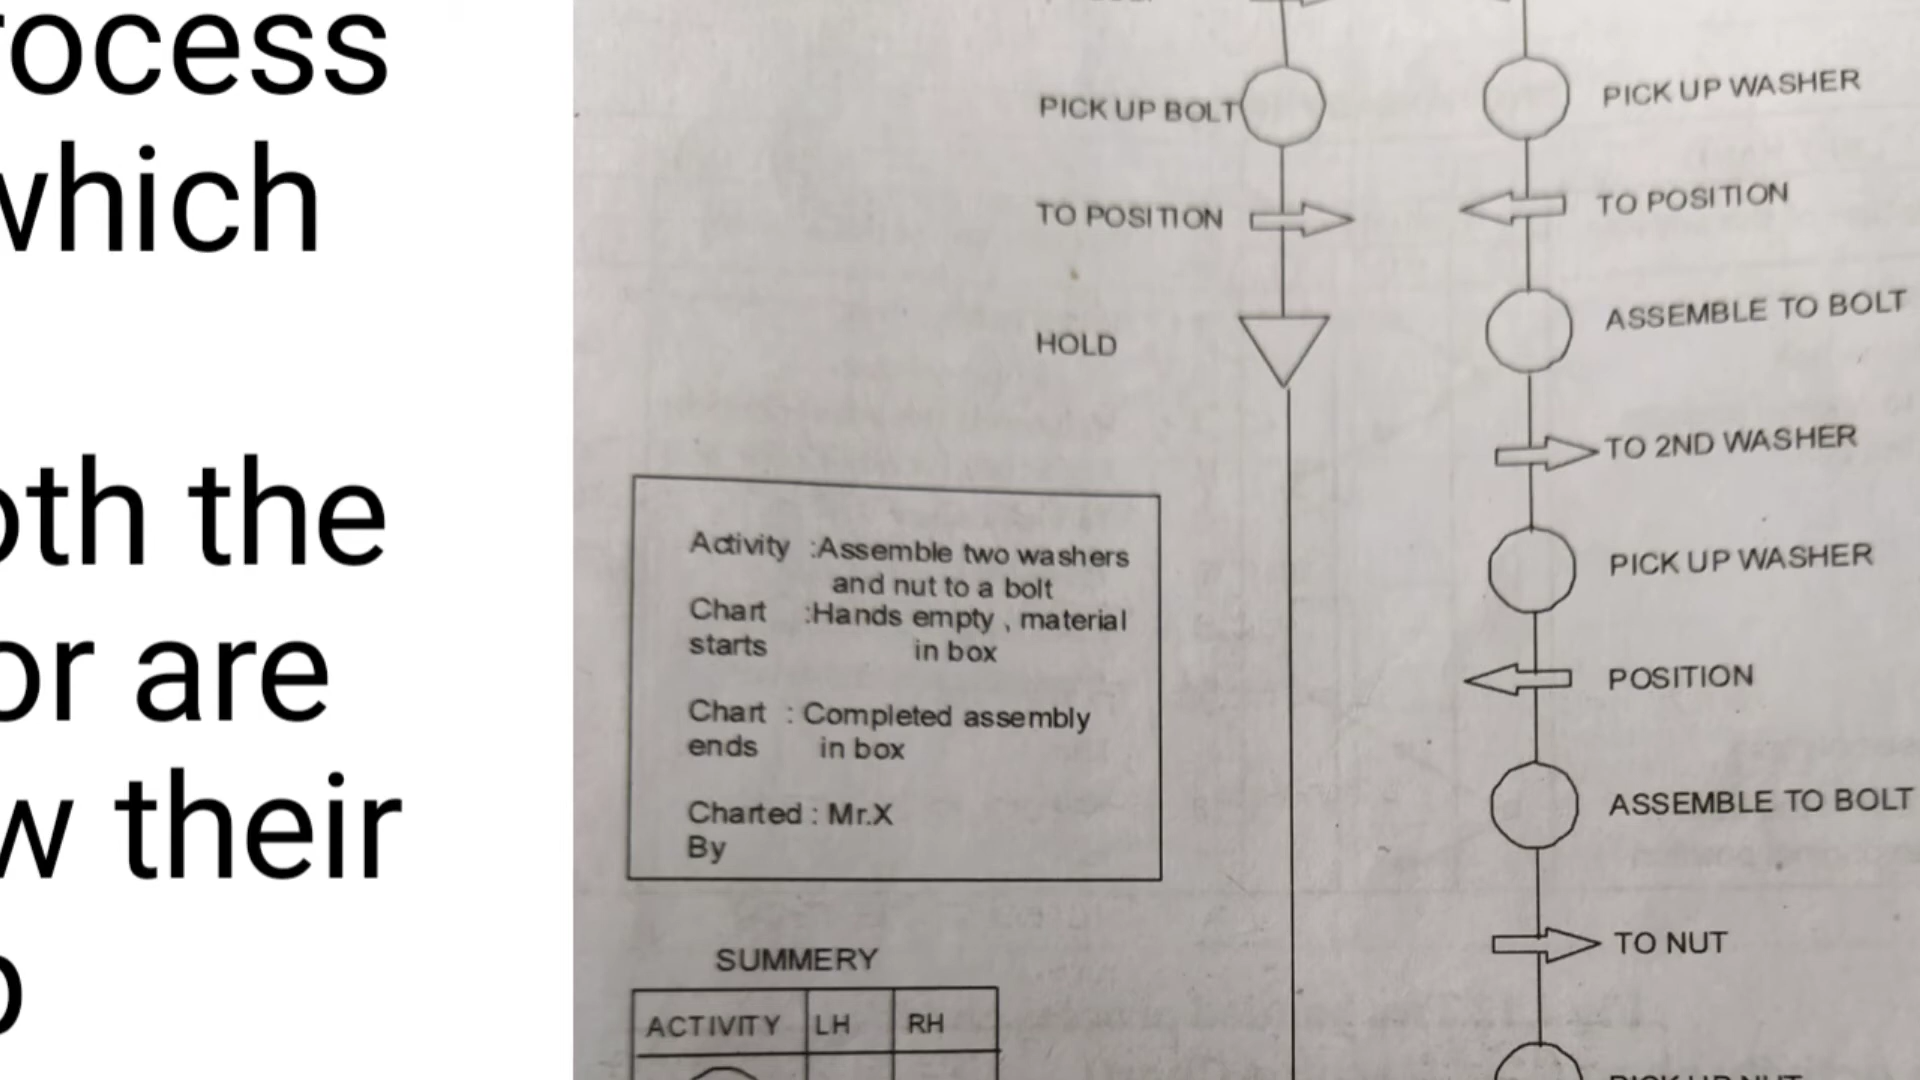 which
the
are
their
PICK UP BOLT
TO POSITION
HOLD
PICK UP WASHER
TO POSITION
ASSEMBLE TO BOLT
TO 2ND WASHER
PICK UP WASHER
POSITION
ASSEMBLE TO BOLT
TO NUT
PICK UP NUT
Activity :Assemble two washers
and nut to a bolt
Chart :Hands empty , material
starts in box
Chart : Completed assembly
ends in box
Charted : Mr.X
By
SUMMERY
ACTIVITY LH RH